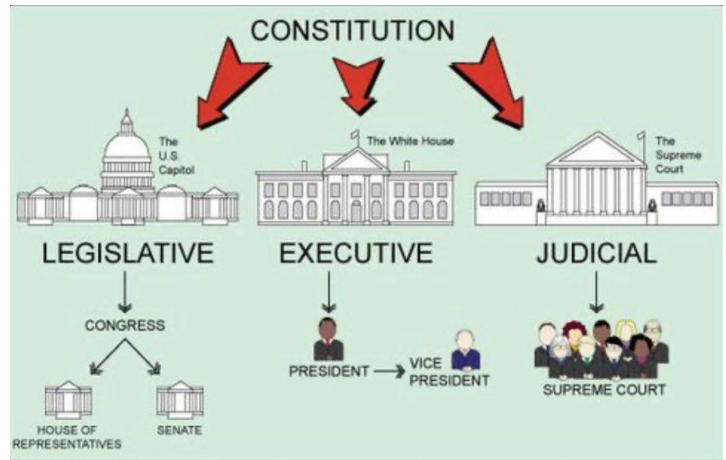 CONSTITUTION
The
U.S.
Capitol
The White House
The
Supreme
Court
LEGISLATIVE
EXECUTIVE
JUDICIAL
CONGRESS
HOUSE OF
REPRESENTATIVES
SENATE
PRESIDENT
VICE
PRESIDENT
SUPREME COURT